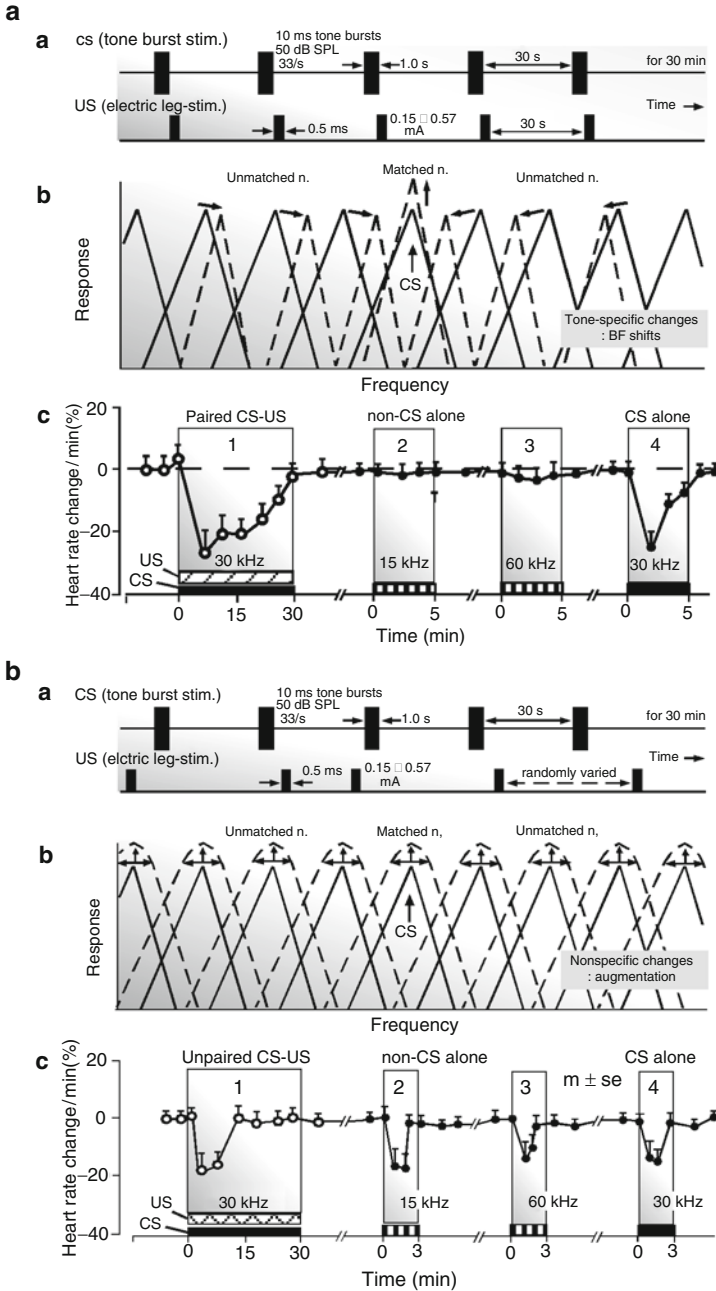 a
a
cs (tone burst stim.)
10 ms tone bursts
50 dB SPL
33/s
1.0 s
30 s
for 30 min
US (electric leg-stim.)
0.5 ms
0.15 □ 0.57
mA
30 s
Time
b
Unmatched n.
Matched n.
Unmatched n.
Response
CS
Tone-specific changes
: BF shifts
Frequency
c
Heart rate change/min(%)
20
0
–20
–40
Paired CS-US
non-CS alone
CS alone
1
2
3
4
US
CS
30 kHz
15 kHz
60 kHz
30 kHz
0
15
30
0
5
0
5
0
5
Time (min)
b
a
CS (tone burst stim.)
10 ms tone bursts
50 dB SPL
33/s
1.0 s
30 s
for 30 min
US (elctric leg-stim.)
0.5 ms
0.15 □ 0.57
mA
randomly varied
Time
b
Unmatched n.
Matched n,
Unmatched n,
Response
CS
Nonspecific changes
: augmentation
Frequency
c
Heart rate change/min(%)
20
0
–20
–40
Unpaired CS-US
non-CS alone
CS alone
1
2
3
m ± se
4
US
CS
30 kHz
15 kHz
60 kHz
30 kHz
0
15
30
0
3
0
3
0
3
Time (min)